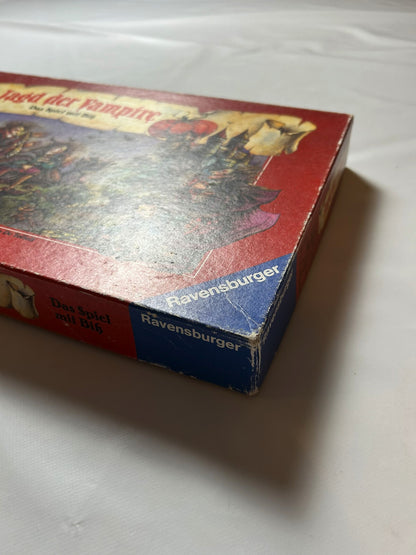 Jagd der Vampire
Das Spiel mit Biß
Ravensburger
Das Spiel
mit Biß
Ravensburger